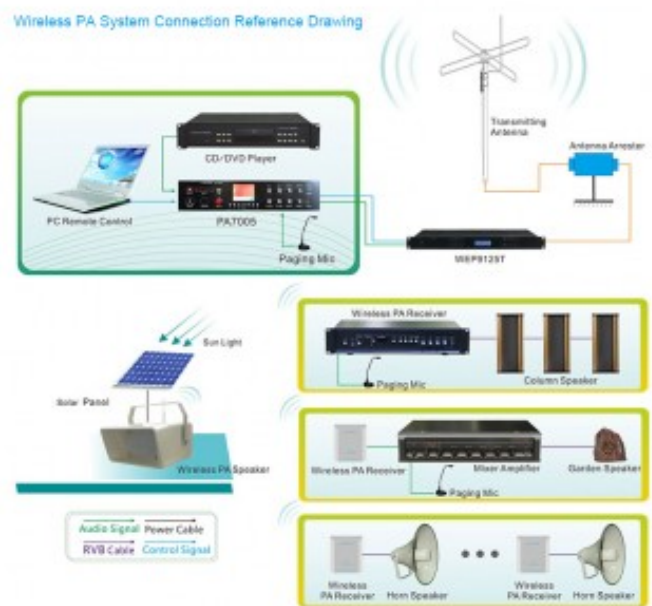 Wireless PA System Connection Reference Drawing
Transmitting
Antenna
Antenna Arrester
CD/DVD Player
PC Remote Control
PA7005
Paging Mic
WEP9125T
Wireless PA Receiver
Sun Light
Paging Mic
Column Speaker
Solar Panel
Wireless PA Speaker
Wireless PA Receiver
Mixer Amplifier
Garden Speaker
Paging Mic
Audio Signal Power Cable
RVB Cable Control Signal
Wireless
PA Receiver
Horn Speaker
Wireless
PA Receiver
Horn Speaker